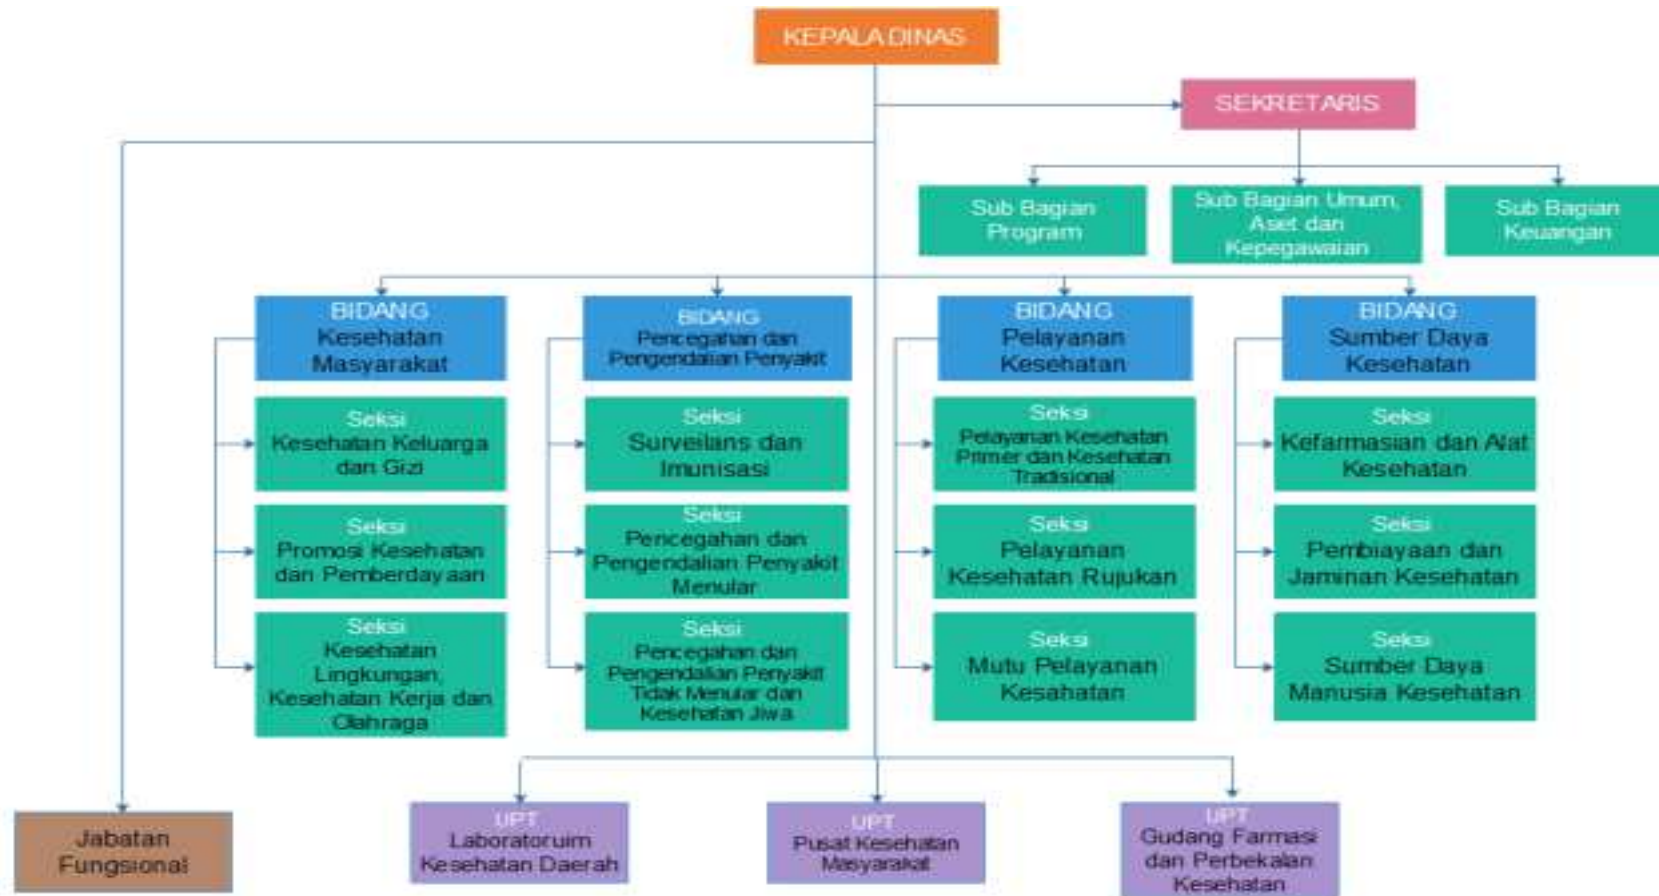 KEPALA DINAS
SEKRETARIS
Sub Bagian
Program
Sub Bagian Umum,
Aset dan
Kepegawaian
Sub Bagian
Keuangan
BIDANG
Kesehatan
Masyarakat
BIDANG
Pencegahan dan
Pengendalian Penyakit
BIDANG
Pelayanan
Kesehatan
BIDANG
Sumber Daya
Kesehatan
Seksi
Kesehatan Keluarga
dan Gizi
Seksi
Surveilans dan
Imunisasi
Seksi
Pelayanan Kesehatan
Primer dan Kesehatan
Tradisional
Seksi
Kefarmasian dan Alat
Kesehatan
Seksi
Promosi Kesehatan
dan Pemberdayaan
Seksi
Pencegahan dan
Pengendalian Penyakit
Menular
Seksi
Pelayanan
Kesehatan Rujukan
Seksi
Pembiayaan dan
Jaminan Kesehatan
Seksi
Kesehatan
Lingkungan,
Kesehatan Kerja dan
Olahraga
Seksi
Pencegahan dan
Pengendalian Penyakit
Tidak Menular dan
Kesehatan Jiwa
Seksi
Mutu Pelayanan
Kesahatan
Seksi
Sumber Daya
Manusia Kesehatan
Jabatan
Fungsional
UPT
Laboratoruim
Kesehatan Daerah
UPT
Pusat Kesehatan
Masyarakat
UPT
Gudang Farmasi
dan Perbekalan
Kesehatan